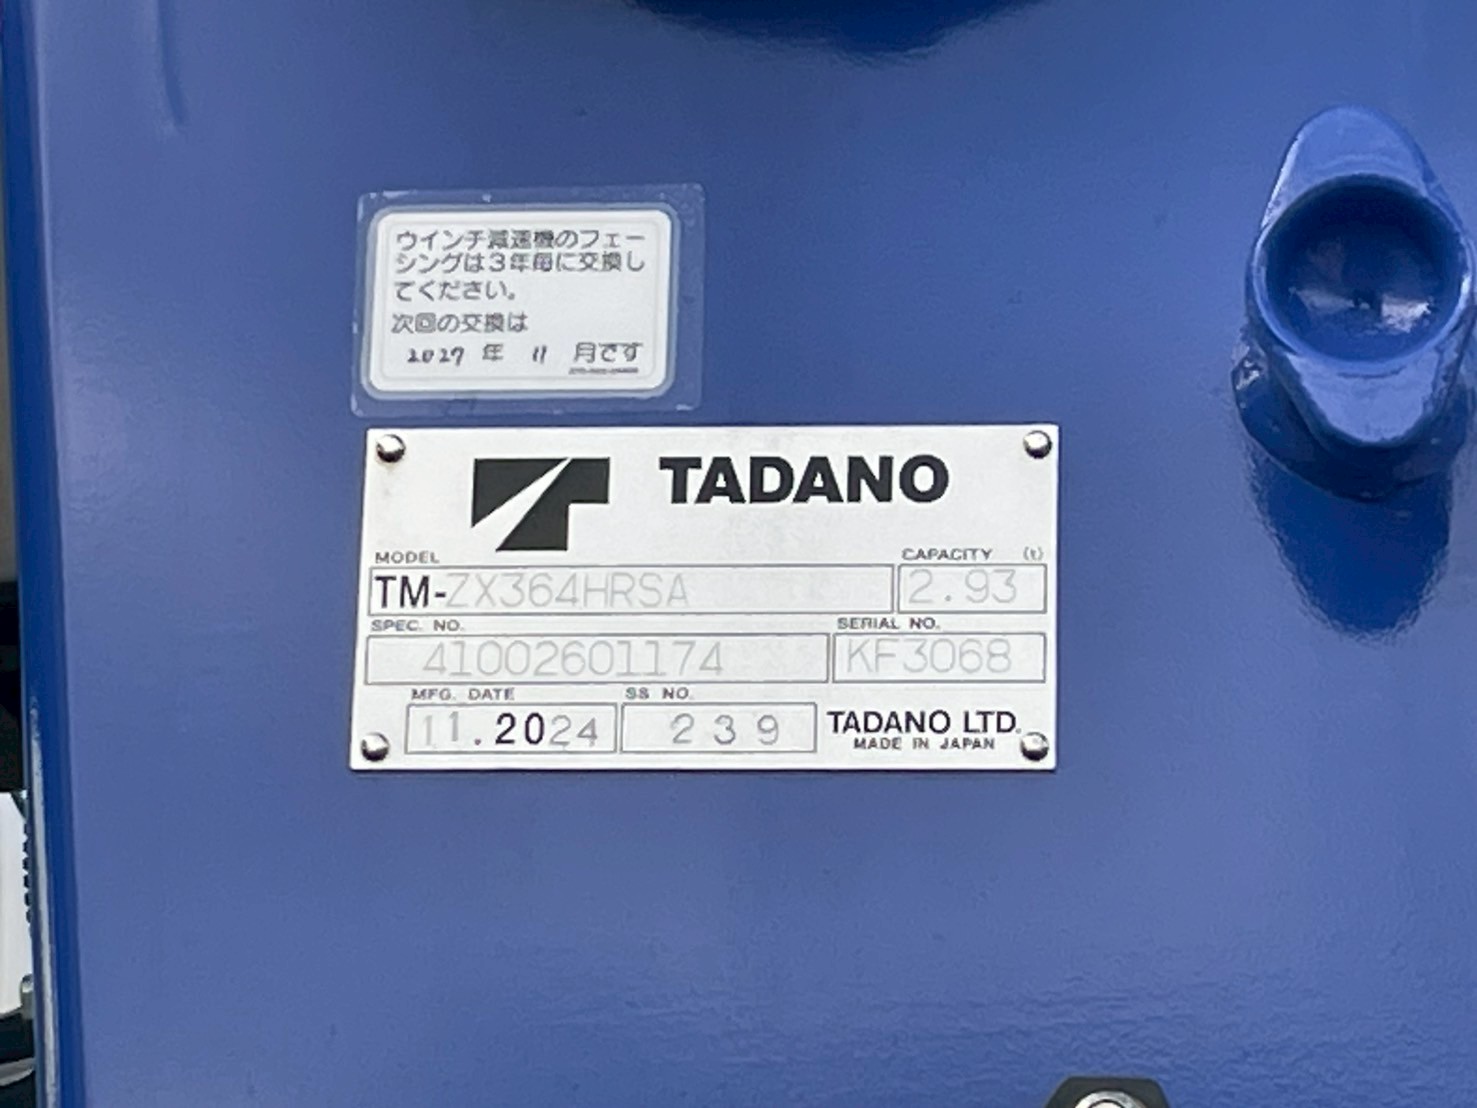 ウインチ減速機のフェー
シングは3年毎に交換し
てください。
次回の交換は
2027 年 11 月です
TADANO
MODEL
TM-ZX364HRSA
CAPACITY (t)
2.93
SPEC. NO.
41002601174
SERIAL NO.
KF3068
MFG. DATE
11.2024
SS NO.
239
TADANO LTD.
MADE IN JAPAN